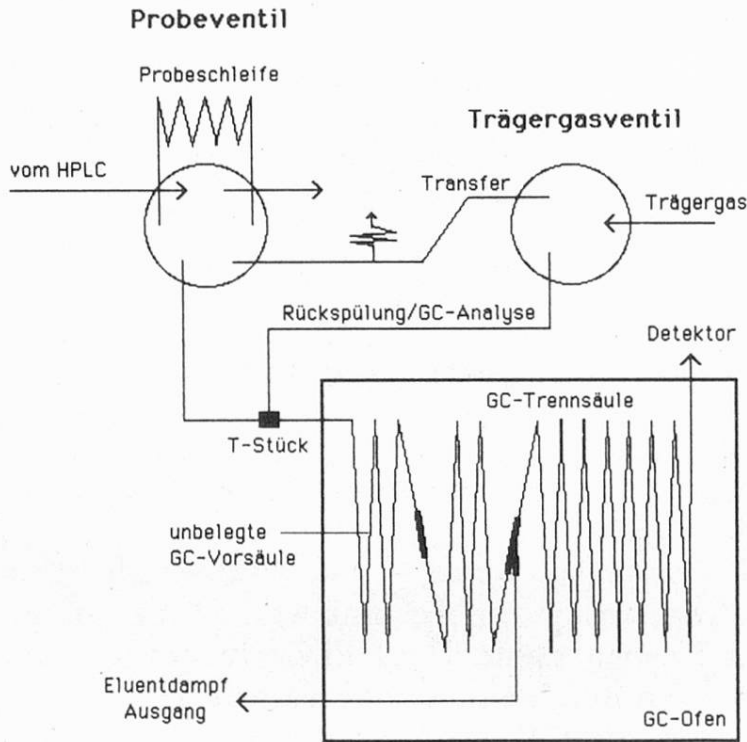 Probeventil
Probeschleife
Trägergasventil
vom HPLC
Transfer
Trägergas
Rückspülung/GC-Analyse
Detektor
GC-Trennsäule
T-Stück
unbelegte
GC-Vorsäule
Eluentdampf
Ausgang
GC-Ofen